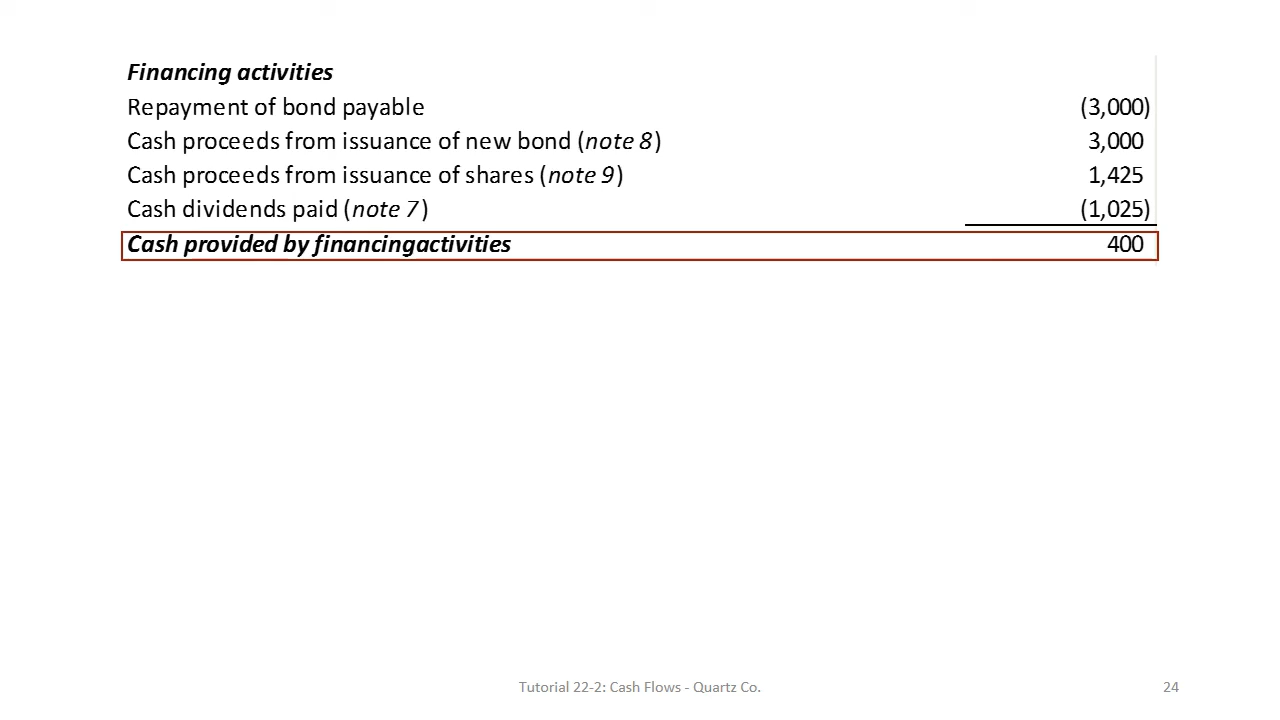 Financing activities
Repayment of bond payable (3,000)
Cash proceeds from issuance of new bond (note 8) 3,000
Cash proceeds from issuance of shares (note 9) 1,425
Cash dividends paid (note 7) (1,025)
Cash provided by financingactivities 400
Tutorial 22-2: Cash Flows - Quartz Co. 24